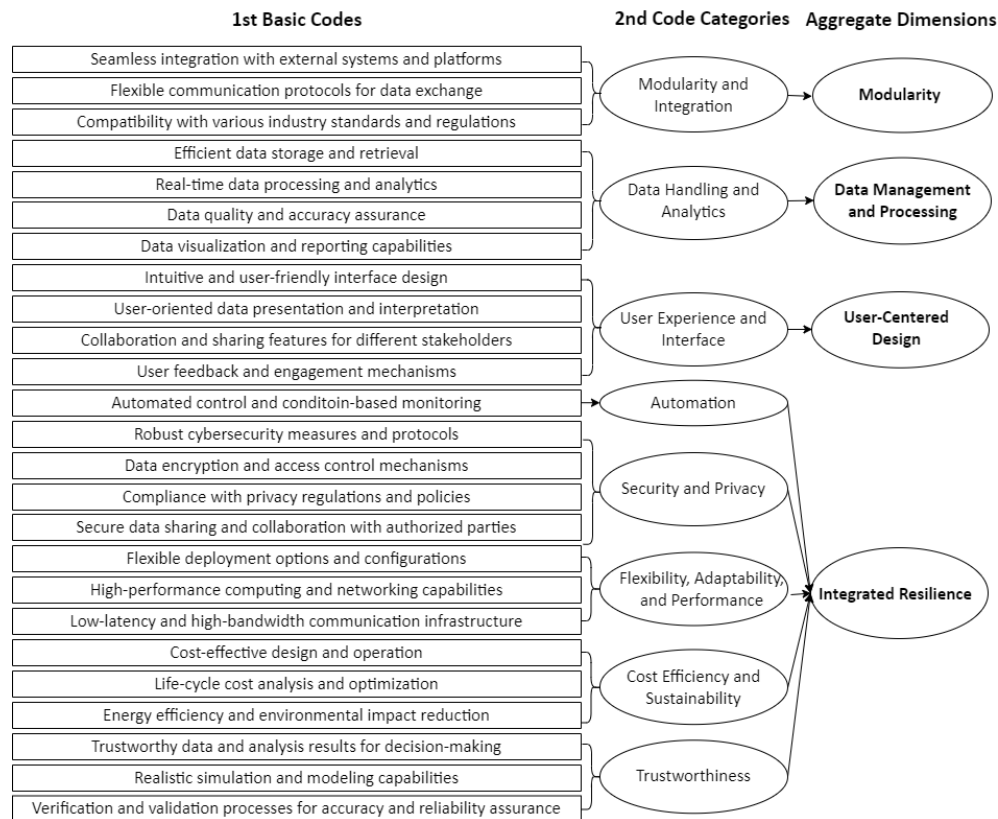 1st Basic Codes
2nd Code Categories
Aggregate Dimensions
Seamless integration with external systems and platforms
Flexible communication protocols for data exchange
Compatibility with various industry standards and regulations
Modularity and
Integration
Modularity
Efficient data storage and retrieval
Real-time data processing and analytics
Data quality and accuracy assurance
Data visualization and reporting capabilities
Data Handling and
Analytics
Data Management
and Processing
Intuitive and user-friendly interface design
User-oriented data presentation and interpretation
Collaboration and sharing features for different stakeholders
User feedback and engagement mechanisms
User Experience and
Interface
User-Centered
Design
Automated control and conditoin-based monitoring
Automation
Robust cybersecurity measures and protocols
Data encryption and access control mechanisms
Compliance with privacy regulations and policies
Secure data sharing and collaboration with authorized parties
Security and Privacy
Flexible deployment options and configurations
High-performance computing and networking capabilities
Low-latency and high-bandwidth communication infrastructure
Flexibility, Adaptability,
and Performance
Integrated Resilience
Cost-effective design and operation
Life-cycle cost analysis and optimization
Energy efficiency and environmental impact reduction
Cost Efficiency and
Sustainability
Trustworthy data and analysis results for decision-making
Realistic simulation and modeling capabilities
Verification and validation processes for accuracy and reliability assurance
Trustworthiness